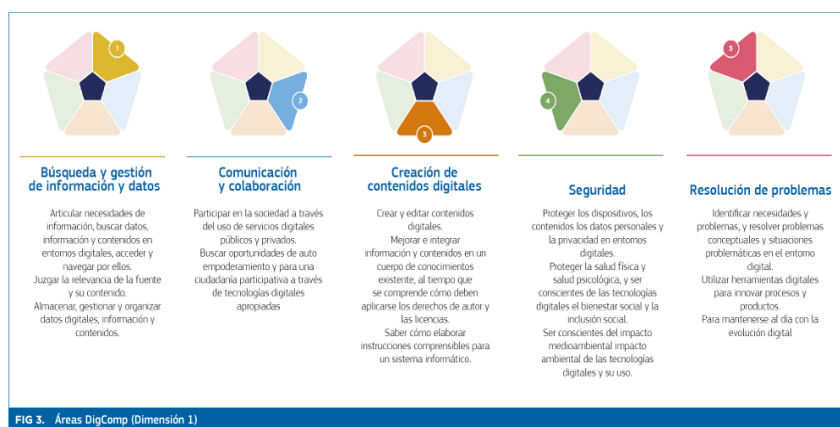 1
Búsqueda y gestión
de información y datos
Articular necesidades de
información, buscar datos,
información y contenidos en
entornos digitales, acceder y
navegar por ellos.
Juzgar la relevancia de la fuente
y su contenido.
Almacenar, gestionar y organizar
datos digitales, información y
contenidos.
2
Comunicación
y colaboración
Participar en la sociedad a través
del uso de servicios digitales
públicos y privados.
Buscar oportunidades de auto
empoderamiento y para una
ciudadanía participativa a través
de tecnologías digitales
apropiadas
3
Creación de
contenidos digitales
Crear y editar contenidos
digitales.
Mejorar e integrar
información y contenidos en un
cuerpo de conocimientos
existente, al tiempo que
se comprende cómo deben
aplicarse los derechos de autor y
las licencias.
Saber cómo elaborar
instrucciones comprensibles para
un sistema informático.
4
Seguridad
Proteger los dispositivos, los
contenidos los datos personales y
la privacidad en entornos
digitales.
Proteger la salud física y
salud psicológica, y ser
conscientes de las tecnologías
digitales el bienestar social y la
inclusión social.
Ser conscientes del impacto
medioambiental impacto
ambiental de las tecnologías
digitales y su uso.
5
Resolución de problemas
Identificar necesidades y
problemas, y resolver problemas
conceptuales y situaciones
problemáticas en el entorno
digital.
Utilizar herramientas digitales
para innovar procesos y
productos.
Para mantenerse al día con la
evolución digital
FIG 3. Áreas DigComp (Dimensión 1)